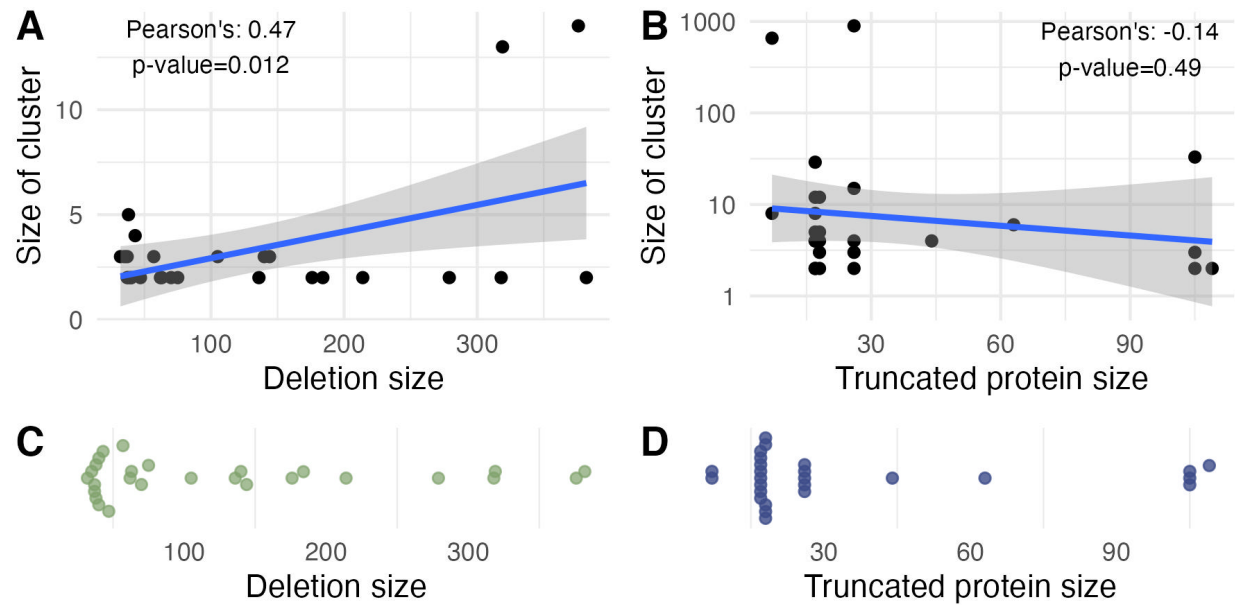 A
Pearson's: 0.47
p-value=0.012
Size of cluster
10
5
0
100
200
300
Deletion size
B
Pearson's: -0.14
p-value=0.49
Size of cluster
1000
100
10
1
30
60
90
Truncated protein size
C
100
200
300
Deletion size
D
30
60
90
Truncated protein size